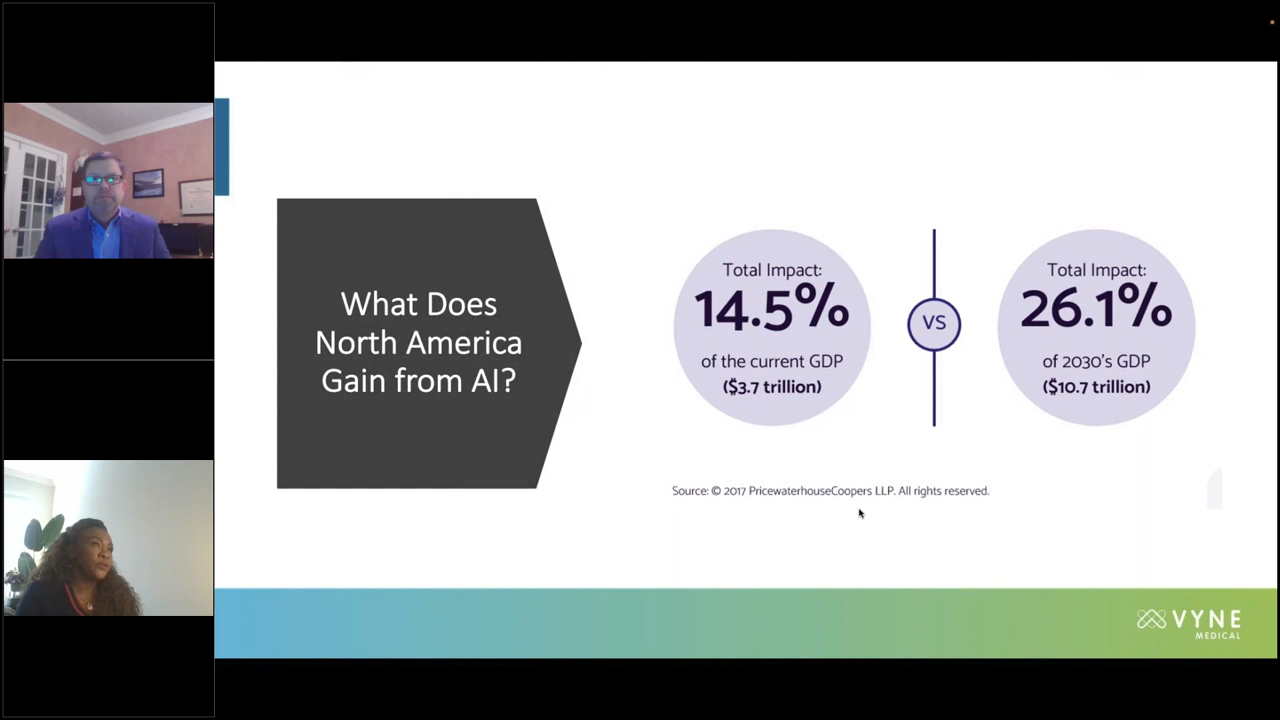 What Does
North America
Gain from AI?
Total Impact:
14.5%
of the current GDP
($3.7 trillion)
VS
Total Impact:
26.1%
of 2030's GDP
($10.7 trillion)
Source: © 2017 PricewaterhouseCoopers LLP. All rights reserved.
VYNE
MEDICAL